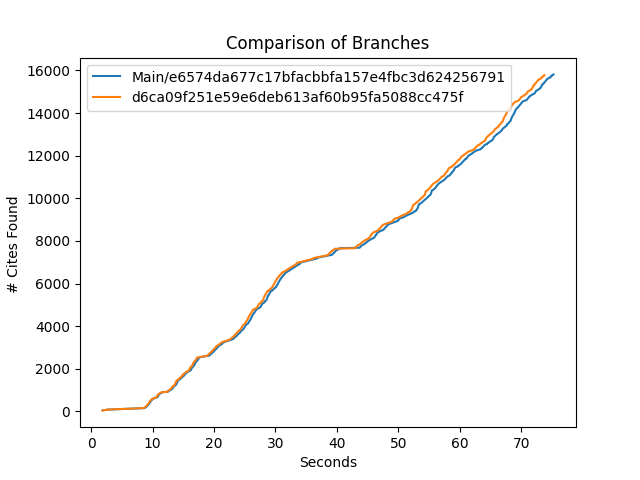 Comparison of Branches
Main/e6574da677c17bfacbbfa157e4fbc3d624256791
d6ca09f251e59e6deb613af60b95fa5088cc475f
16000
14000
12000
10000
8000
6000
4000
2000
0
# Cites Found
0 10 20 30 40 50 60 70
Seconds